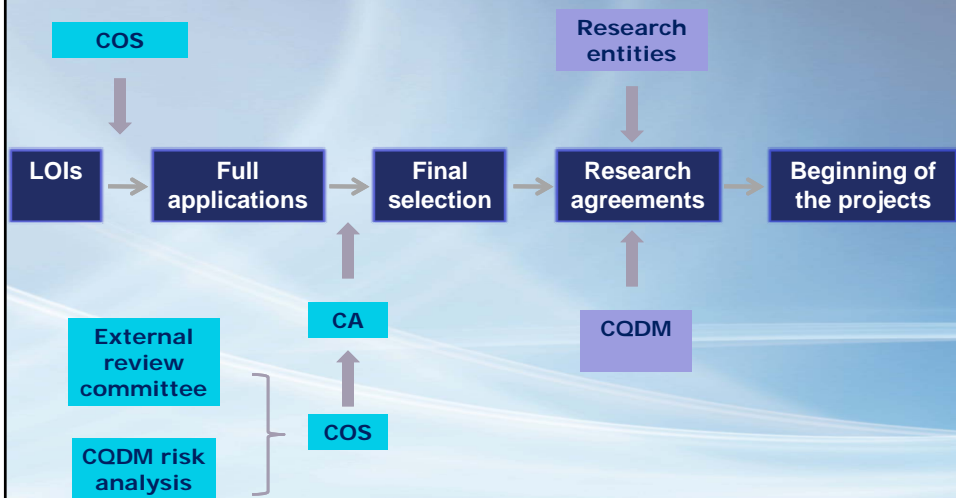 COS
Research
entities
LOIs
Full
applications
Final
selection
Research
agreements
Beginning of
the projects
External
review
committee
CA
CQDM
COS
CQDM risk
analysis